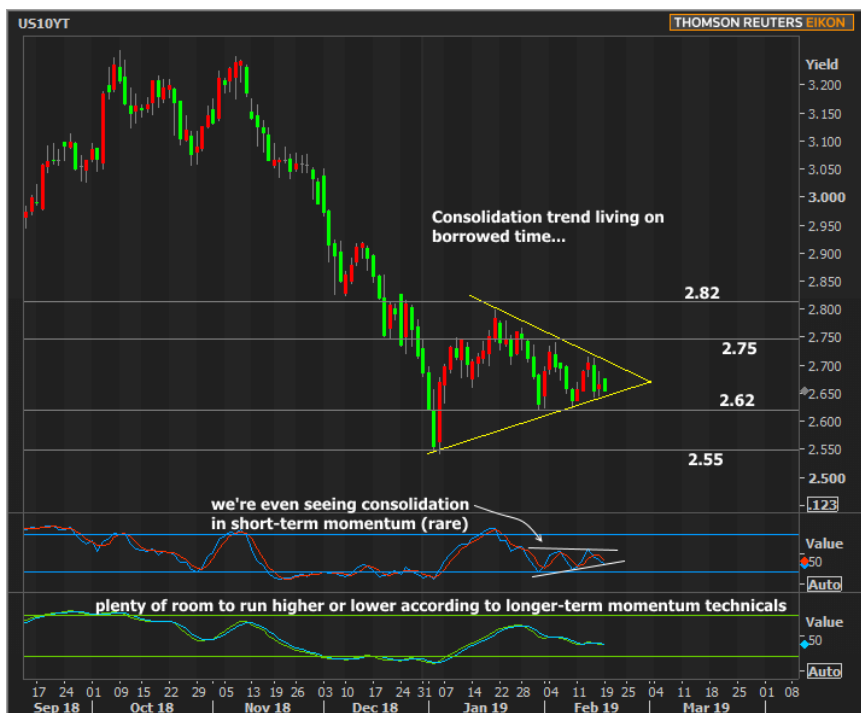 US10YT
THOMSON REUTERS EIKON
Yield
3.200
3.150
3.100
3.050
3.000
2.950
Consolidation trend living on
borrowed time...
2.900
2.850
2.82
2.800
2.750
2.75
2.700
2.650
2.62
2.600
2.55
2.550
2.500
we're even seeing consolidation
in short-term momentum (rare)
.123
Value
50
Auto
plenty of room to run higher or lower according to longer-term momentum technicals
Value
50
Auto
17 24 01 09 15 22 29 05 13 19 26 03 10 17 24 31 07 14 22 28 04 11 19 25 04 11 18 25 01 08
Sep 18 Oct 18 Nov 18 Dec 18 Jan 19 Feb 19 Mar 19